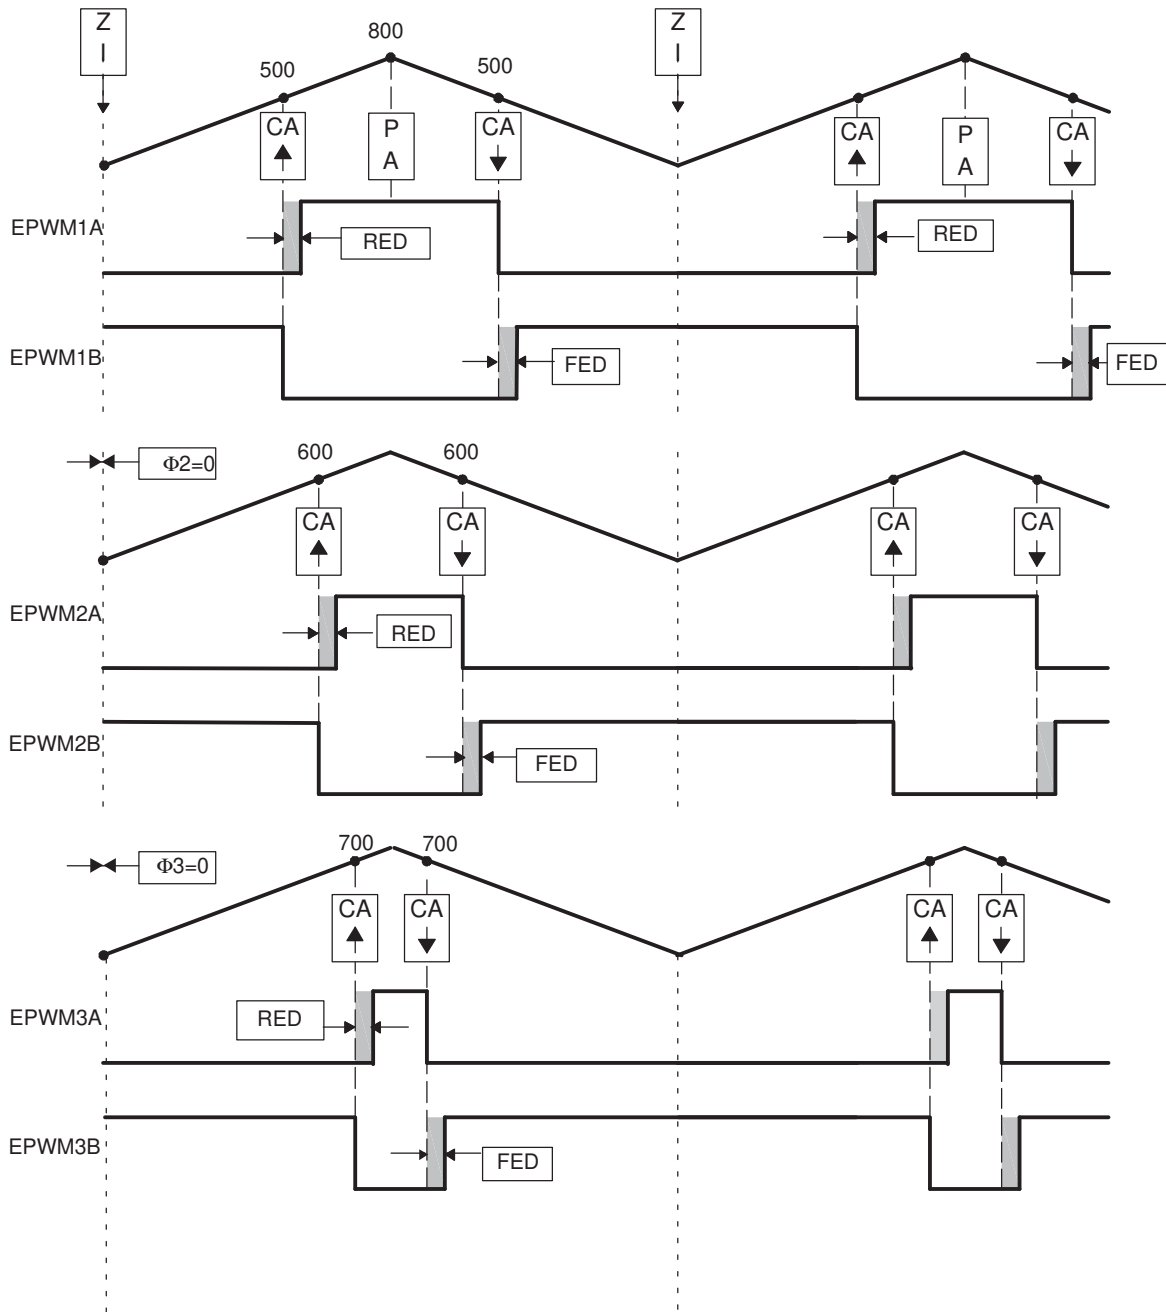 Z
I
800
500
500
CA
P
A
CA
EPWM1A
RED
EPWM1B
FED
Z
I
CA
P
A
CA
RED
FED
Φ2=0
600
600
CA
CA
CA
CA
EPWM2A
RED
EPWM2B
FED
Φ3=0
700
700
CA
CA
CA
CA
EPWM3A
RED
EPWM3B
FED